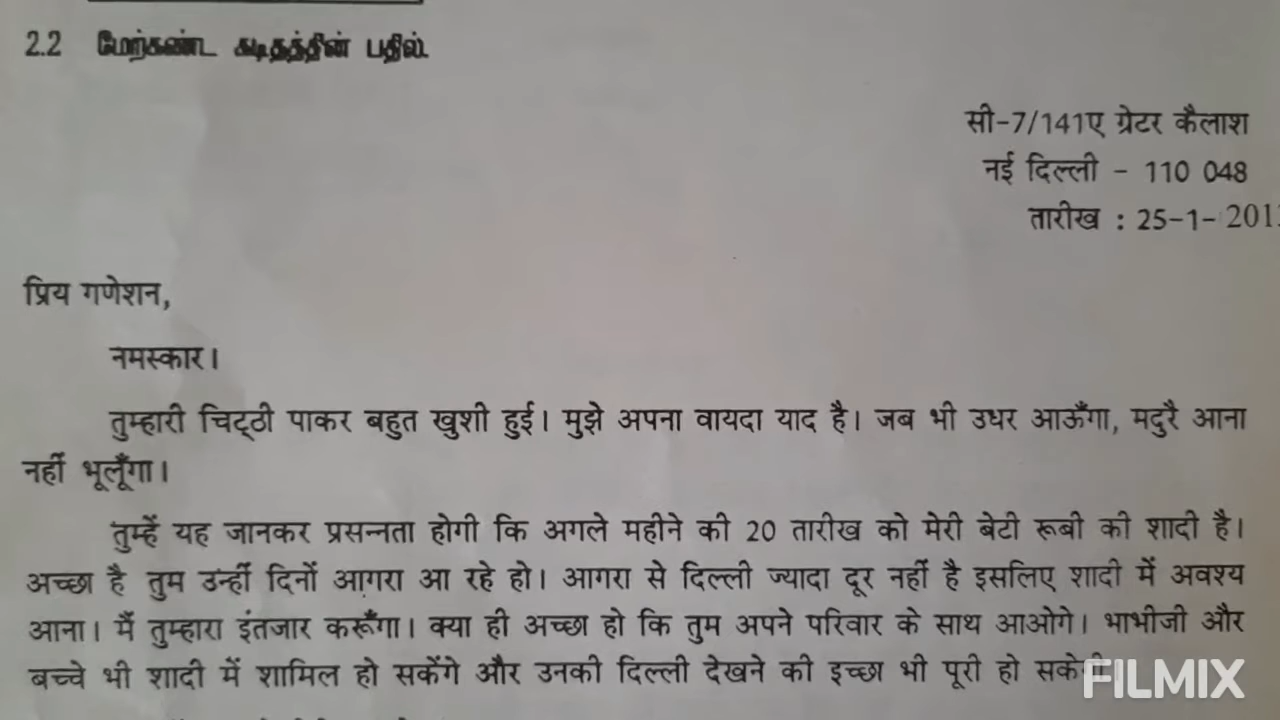 2.2 மேற்கண்ட கடிதத்தின் பதில்
सी-7/141ए ग्रेटर कैलाश
नई दिल्ली - 110 048
तारीख : 25-1- 201
प्रिय गणेशन,
नमस्कार।
तुम्हारी चिट्ठी पाकर बहुत खुशी हुई। मुझे अपना वायदा याद है। जब भी उधर आऊँगा, मदुरै आना
नहीं भूलूँगा।
तुम्हें यह जानकर प्रसन्नता होगी कि अगले महीने की 20 तारीख को मेरी बेटी रूबी की शादी है।
अच्छा है तुम उन्हीं दिनों आगरा आ रहे हो। आगरा से दिल्ली ज्यादा दूर नहीं है इसलिए शादी में अवश्य
आना। मैं तुम्हारा इंतजार करूँगा। क्या ही अच्छा हो कि तुम अपने परिवार के साथ आओगे। भाभीजी और
बच्चे भी शादी में शामिल हो सकेंगे और उनकी दिल्ली देखने की इच्छा भी पूरी हो सकेगी
FILMIX